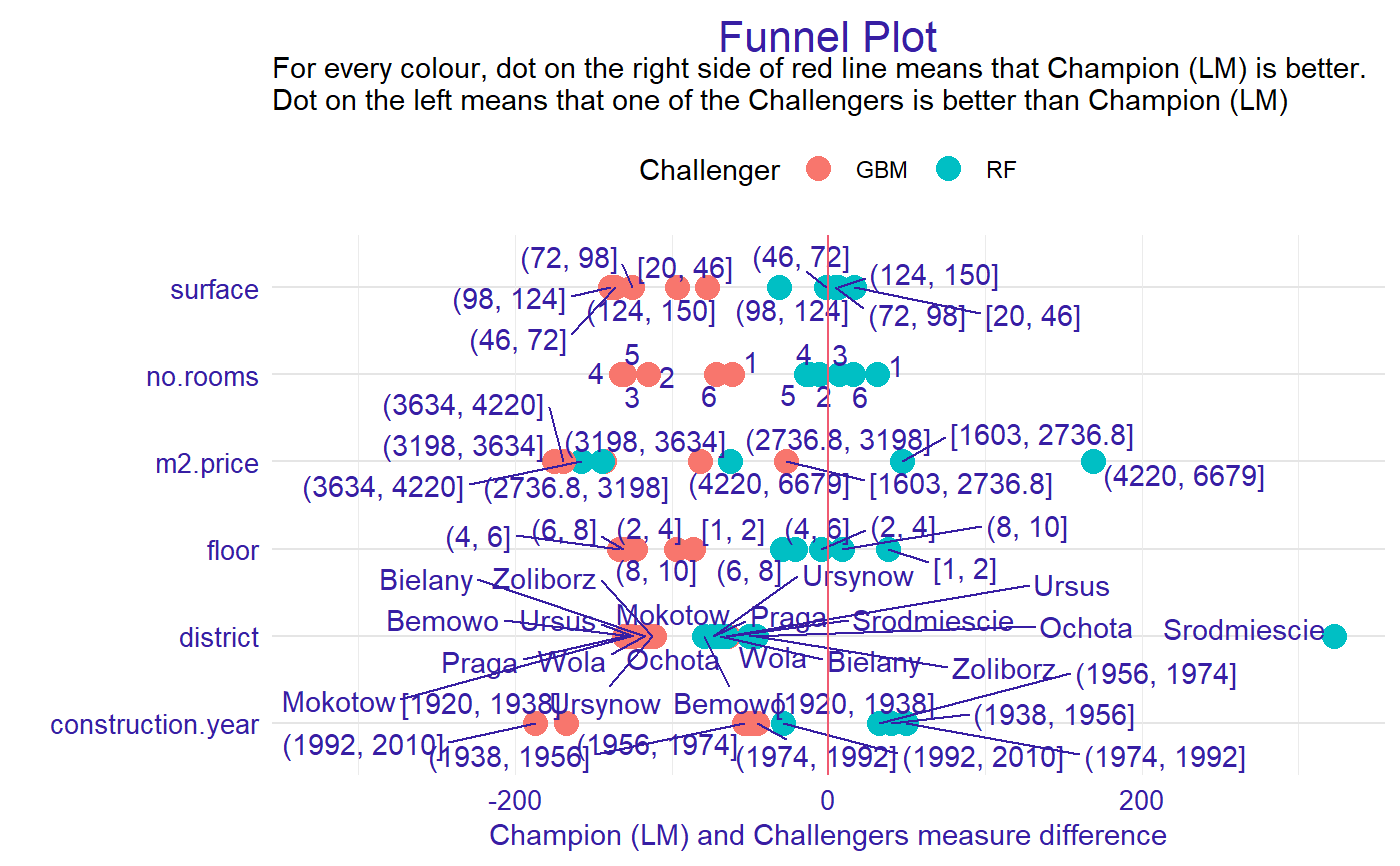 Funnel Plot
For every colour, dot on the right side of red line means that Champion (LM) is better.
Dot on the left means that one of the Challengers is better than Champion (LM)
Challenger GBM RF
(72, 98] [20, 46] (46, 72] (124, 150]
surface
(98, 124] (124, 150] (98, 124] (72, 98] [20, 46]
(46, 72]
5 4 3 1 1
no.rooms
4 2
3 6 5 2 6
(3634, 4220]
(3198, 3634] (3198, 3634] (2736.8, 3198] [1603, 2736.8]
m2.price
(3634, 4220] (2736.8, 3198] (4220, 6679] [1603, 2736.8] (4220, 6679]
(4, 6] (6, 8] (2, 4] [1, 2] (4, 6] (2, 4] (8, 10]
floor
(8, 10] (6, 8] [1, 2]
Bielany Zoliborz Ursynow Ursus
Bemowo Ursus Mokotow Praga Srodmiescie Ochota Srodmiescie
district
Praga Wola Ochota Wola Bielany Zoliborz
Mokotow [1920, 1938] Ursynow Bemowo [1920, 1938] (1956, 1974]
(1938, 1956]
construction.year
(1992, 2010] (1938, 1956] (1956, 1974] (1974, 1992] (1992, 2010] (1974, 1992]
-200 0 200
Champion (LM) and Challengers measure difference